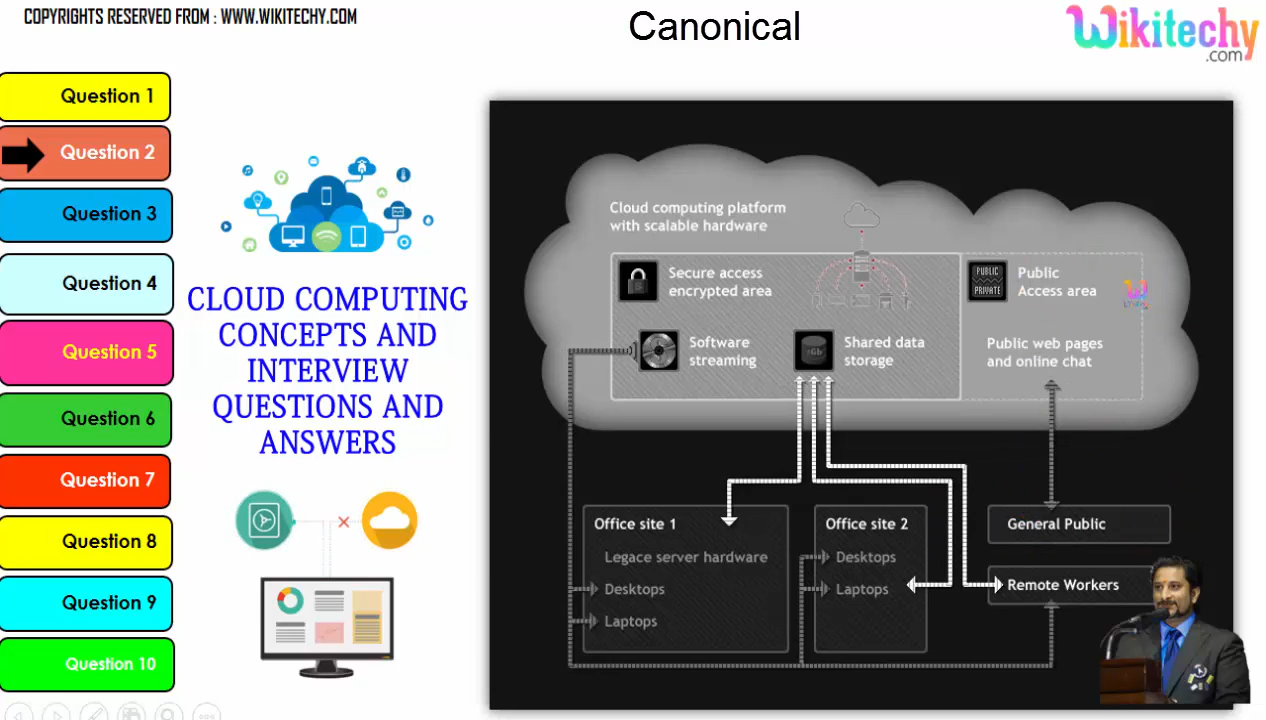 COPYRIGHTS RESERVED FROM : WWW.WIKITECHY.COM
Canonical
Wikitechy
.com
Question 1
Question 2
Question 3
Question 4
Question 5
Question 6
Question 7
Question 8
Question 9
Question 10
CLOUD COMPUTING
CONCEPTS AND
INTERVIEW
QUESTIONS AND
ANSWERS
Cloud computing platform
with scalable hardware
Secure access
encrypted area
PUBLIC
PRIVATE
Public
Access area
Software
streaming
Shared data
storage
Public web pages
and online chat
Office site 1
Legace server hardware
Desktops
Laptops
Office site 2
Desktops
Laptops
General Public
Remote Workers